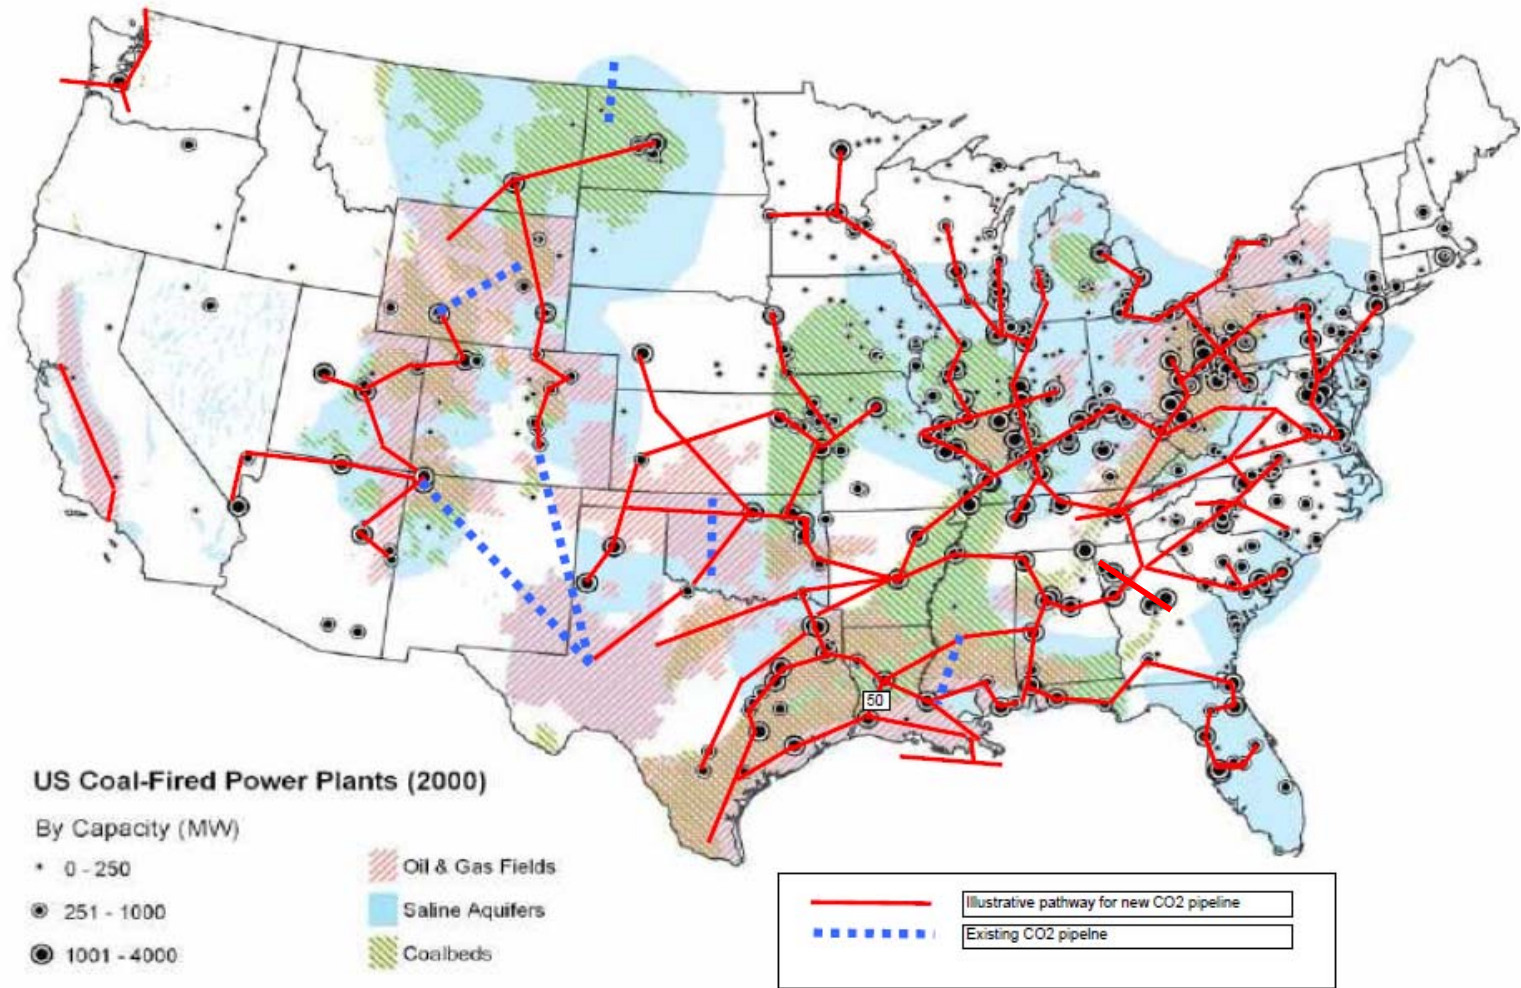 50
US Coal-Fired Power Plants (2000)
By Capacity (MW)
0 - 250
251 - 1000
1001 - 4000
Oil & Gas Fields
Saline Aquifers
Coalbeds
Illustrative pathway for new CO2 pipeline
Existing CO2 pipelne